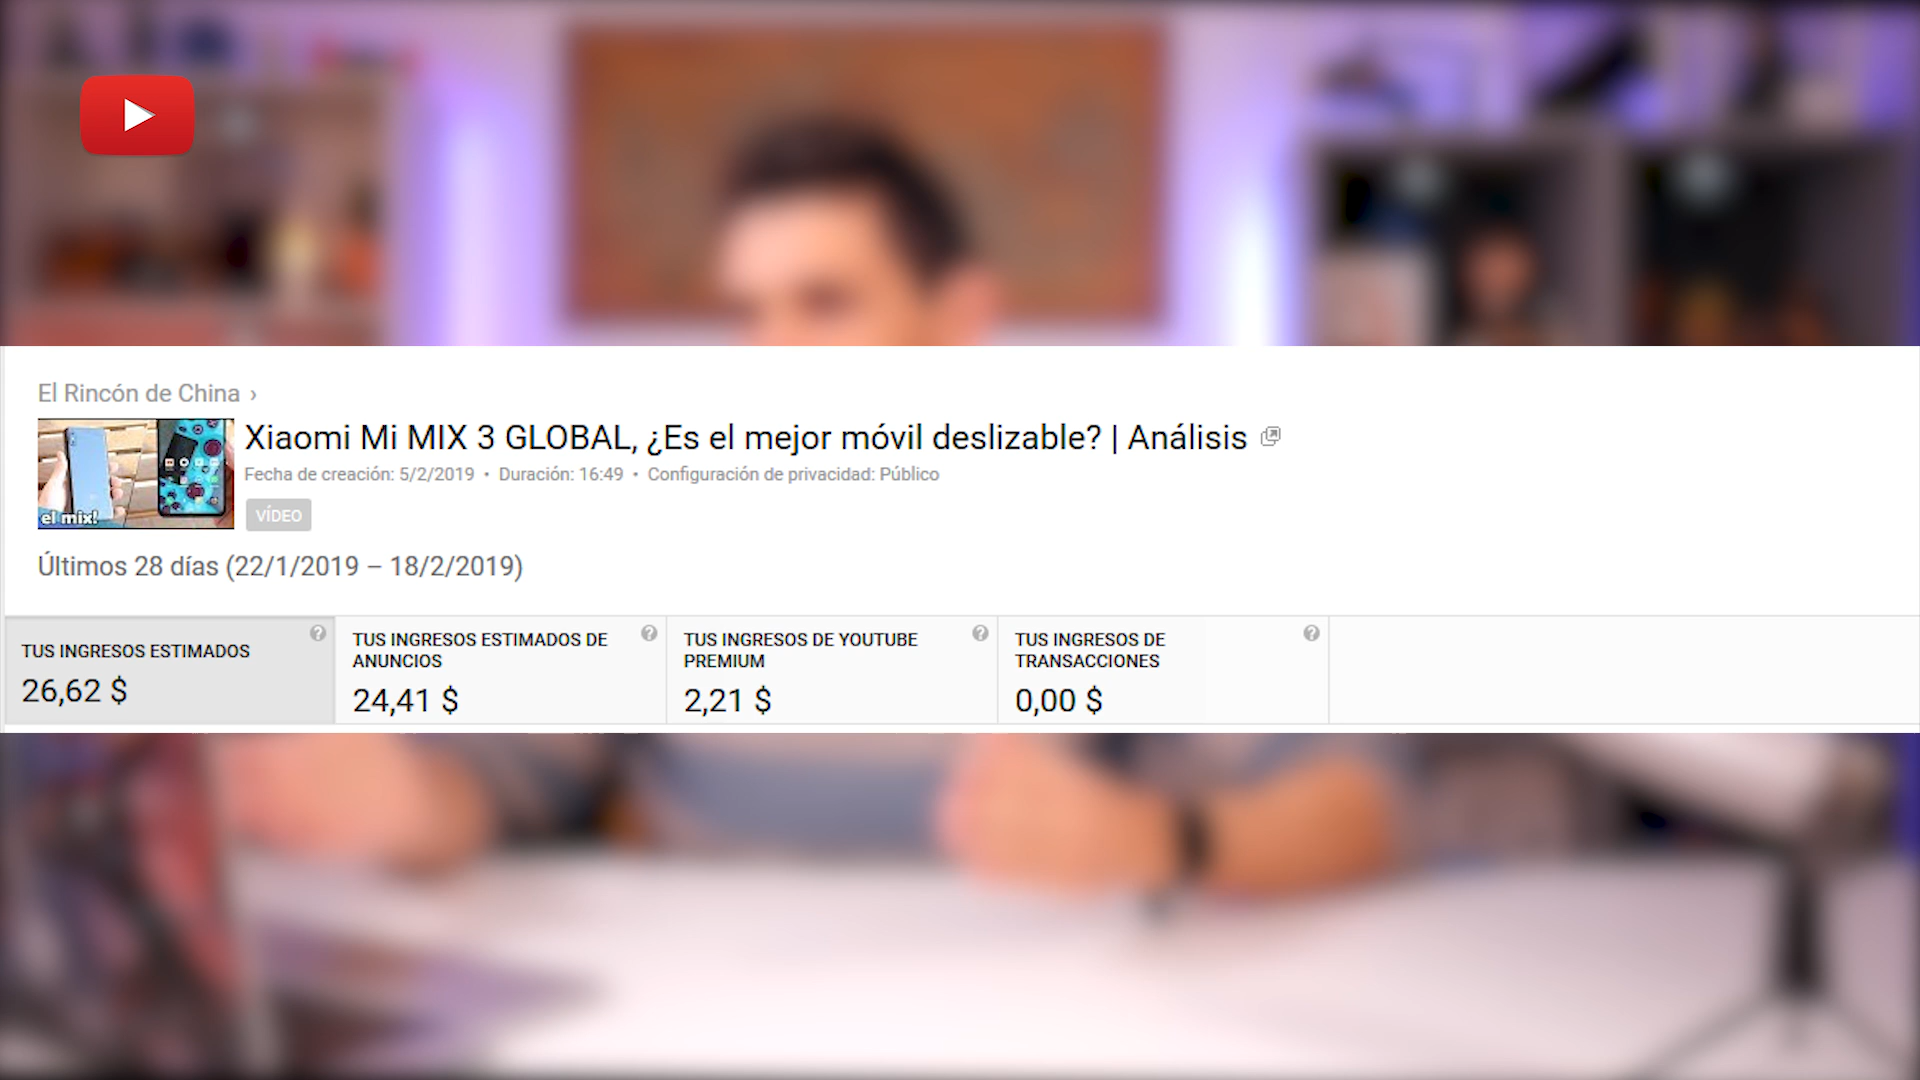 El Rincón de China ›
Xiaomi Mi MIX 3 GLOBAL, ¿Es el mejor móvil deslizable? | Análisis
Fecha de creación: 5/2/2019 • Duración: 16:49 • Configuración de privacidad: Público
el mix!
VÍDEO
Últimos 28 días (22/1/2019 – 18/2/2019)
TUS INGRESOS ESTIMADOS
26,62 $
TUS INGRESOS ESTIMADOS DE
ANUNCIOS
24,41 $
TUS INGRESOS DE YOUTUBE
PREMIUM
2,21 $
TUS INGRESOS DE
TRANSACCIONES
0,00 $